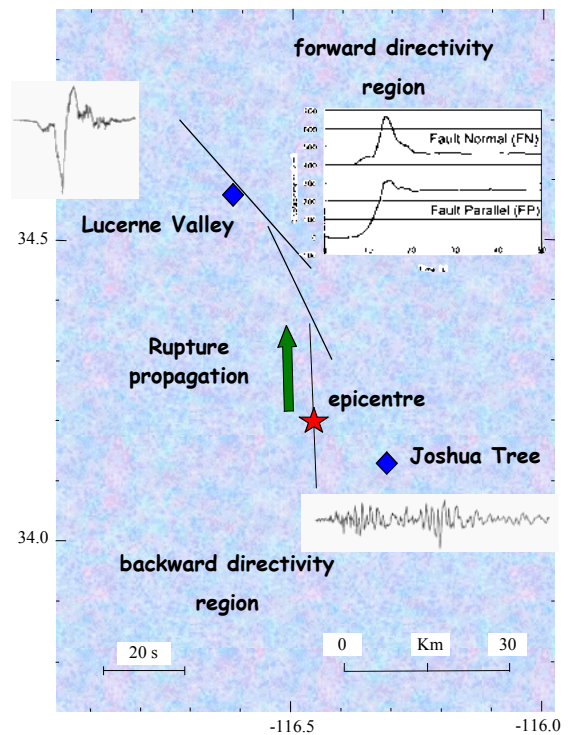 forward directivity
region
Fault Normal (FN)
Fault Parallel (FP)
Lucerne Valley
34.5
Rupture
propagation
epicentre
Joshua Tree
34.0
backward directivity
region
20 s
0
Km
30
-116.5
-116.0